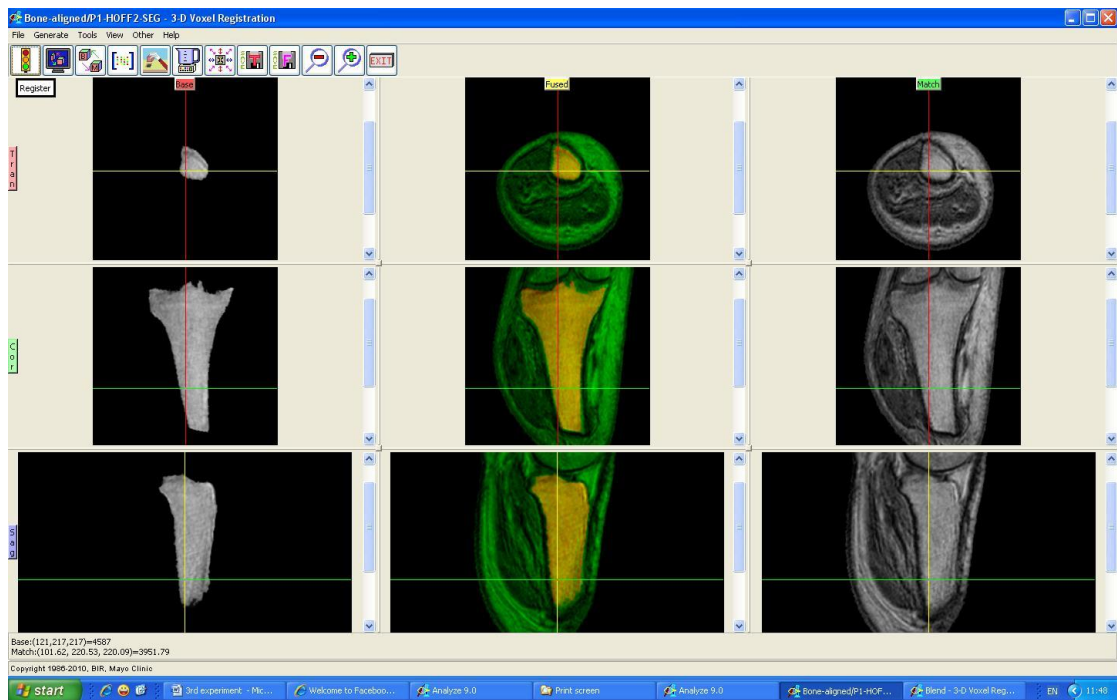 Bone-aligned/P1-HOFF2-SEG - 3-D Voxel Registration
File Generate Tools View Other Help
EXIT
Register
Base
Fused
Match
Tran
Cor
Sag
Base:(121,217,217)=4587
Match:(101.62, 220.53, 220.09)=3951.79
Copyright 1986-2010, BIR, Mayo Clinic
start
3rd experiment - Mic...
Welcome to Faceboo...
Analyze 9.0
Print screen
Analyze 9.0
Bone-aligned/P1-HOF...
Blend - 3-D Voxel Reg...
EN
11:48